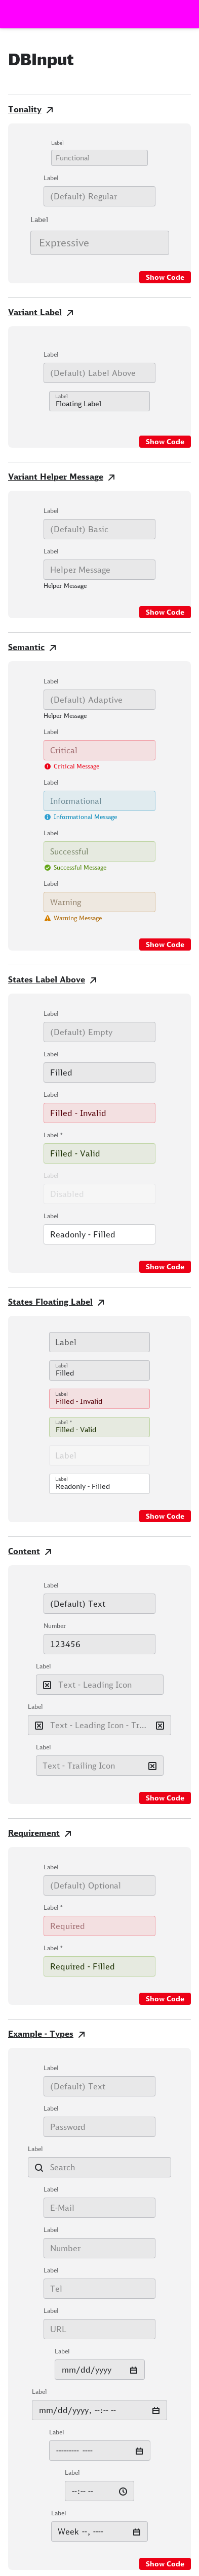 DBInput
Tonality
Label
Functional
Label
(Default) Regular
Label
Expressive
Show Code
Variant Label
Label
(Default) Label Above
Label
Floating Label
Show Code
Variant Helper Message
Label
(Default) Basic
Label
Helper Message
Helper Message
Show Code
Semantic
Label
(Default) Adaptive
Helper Message
Label
Critical
Critical Message
Label
Informational
Informational Message
Label
Successful
Successful Message
Label
Warning
Warning Message
Show Code
States Label Above
Label
(Default) Empty
Label
Filled
Label
Filled - Invalid
Label *
Filled - Valid
Label
Disabled
Label
Readonly - Filled
Show Code
States Floating Label
Label
Label
Filled
Label
Filled - Invalid
Label *
Filled - Valid
Label
Label
Readonly - Filled
Show Code
Content
Label
(Default) Text
Number
123456
Label
Text - Leading Icon
Label
Text - Leading Icon - Tr...
Label
Text - Trailing Icon
Show Code
Requirement
Label
(Default) Optional
Label *
Required
Label *
Required - Filled
Show Code
Example - Types
Label
(Default) Text
Label
Password
Label
Search
Label
E-Mail
Label
Number
Label
Tel
Label
URL
Label
mm/dd/yyyy
Label
mm/dd/yyyy, --:-- --
Label
--------- ----
Label
--:-- --
Label
Week --, ----
Show Code